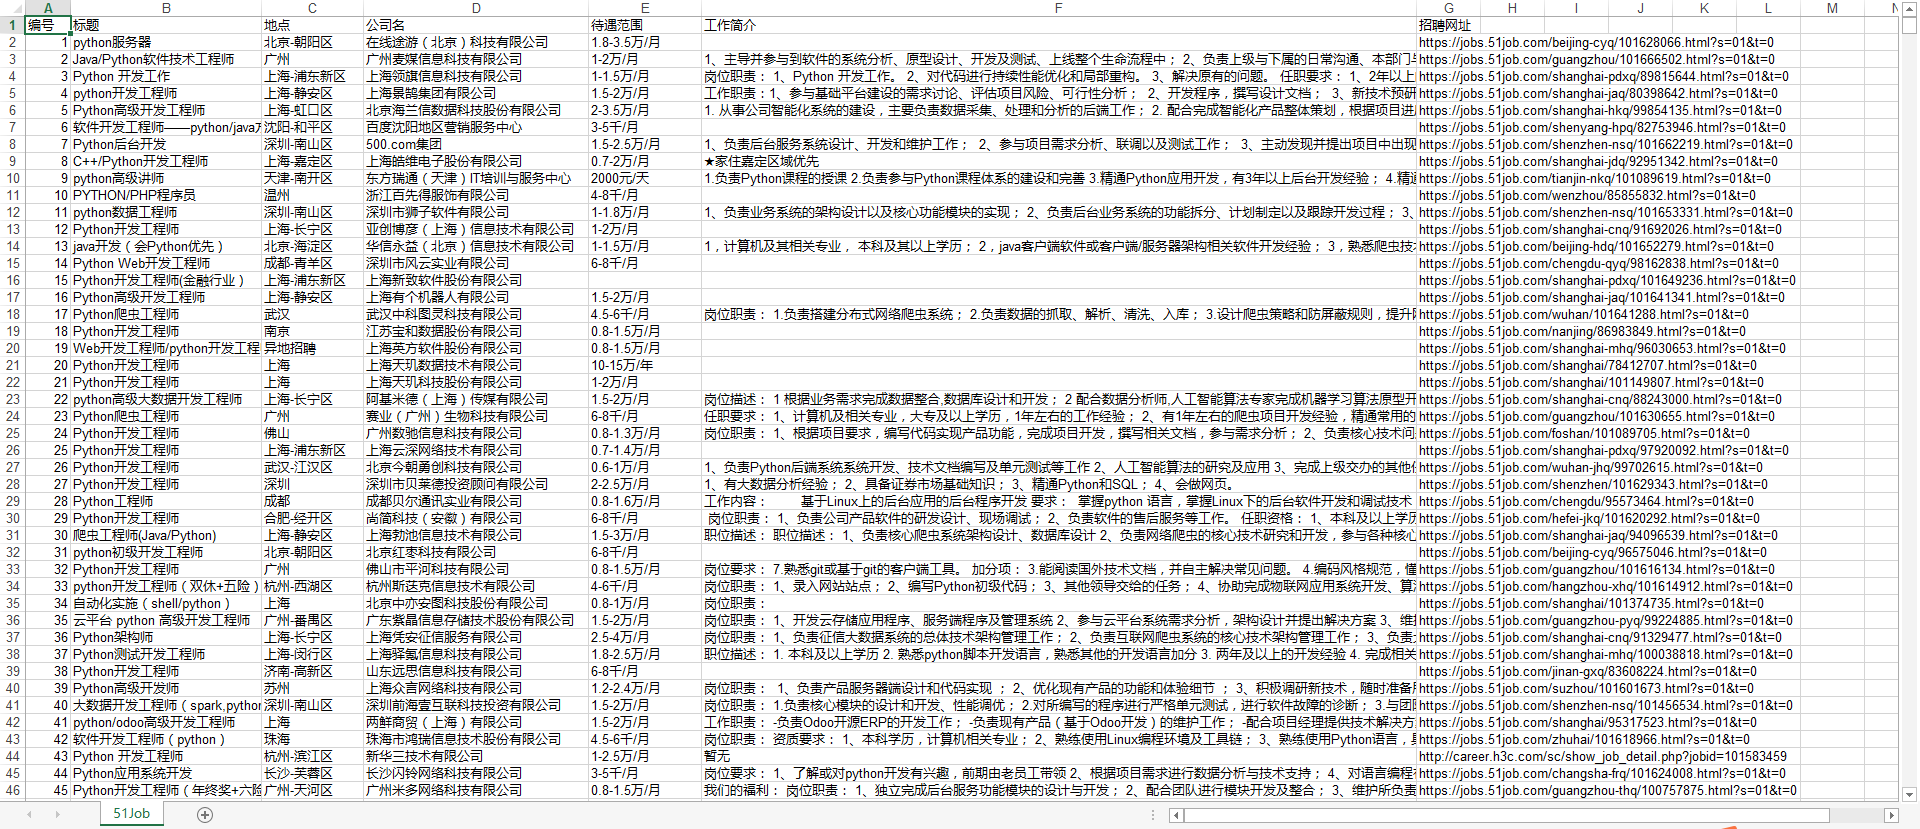 A B C D E F G H I J K L M N
1 编号 标题 地点 公司名 待遇范围 工作简介 招聘网址
2 1 python服务器 北京-朝阳区 在线途游（北京）科技有限公司 1.8-3.5万/月 https://jobs.51job.com/beijing-cyq/101628066.html?s=01&t=0
3 2 Java/Python软件技术工程师 广州 广州麦媒信息科技有限公司 1-2万/月 1、主导并参与到软件的系统分析、原型设计、开发及测试、上线整个生命流程中； 2、负责上级与下属的日常沟通、本部门与 https://jobs.51job.com/guangzhou/101666502.html?s=01&t=0
4 3 Python 开发工作 上海-浦东新区 上海领旗信息科技有限公司 1-1.5万/月 岗位职责： 1、Python 开发工作。 2、对代码进行持续性能优化和局部重构。 3、解决原有的问题。 任职要求： 1、2年以上 https://jobs.51job.com/shanghai-pdxq/89815644.html?s=01&t=0
5 4 python开发工程师 上海-静安区 上海景鹄集团有限公司 1.5-2万/月 工作职责：1、参与基础平台建设的需求讨论、评估项目风险、可行性分析； 2、开发程序，撰写设计文档； 3、新技术预研 https://jobs.51job.com/shanghai-jaq/80398642.html?s=01&t=0
6 5 Python高级开发工程师 上海-虹口区 北京海兰信数据科技股份有限公司 2-3.5万/月 1. 从事公司智能化系统的建设，主要负责数据采集、处理和分析的后端工作； 2. 配合完成智能化产品整体策划，根据项目进 https://jobs.51job.com/shanghai-hkq/99854135.html?s=01&t=0
7 6 软件开发工程师——python/java方 沈阳-和平区 百度沈阳地区营销服务中心 3-5千/月 https://jobs.51job.com/shenyang-hpq/82753946.html?s=01&t=0
8 7 Python后台开发 深圳-南山区 500.com集团 1.5-2.5万/月 1、负责后台服务系统设计、开发和维护工作； 2、参与项目需求分析、联调以及测试工作； 3、主动发现并提出项目中出现 https://jobs.51job.com/shenzhen-nsq/101662219.html?s=01&t=0
9 8 C++/Python开发工程师 上海-嘉定区 上海皓维电子股份有限公司 0.7-2万/月 ★家住嘉定区域优先 https://jobs.51job.com/shanghai-jdq/92951342.html?s=01&t=0
10 9 python高级讲师 天津-南开区 东方瑞通（天津）IT培训与服务中心 2000元/天 1.负责Python课程的授课 2.负责参与Python课程体系的建设和完善 3.精通Python应用开发，有3年以上后台开发经验； 4.精通 https://jobs.51job.com/tianjin-nkq/101089619.html?s=01&t=0
11 10 PYTHON/PHP程序员 温州 浙江百先得服饰有限公司 4-8千/月 https://jobs.51job.com/wenzhou/85855832.html?s=01&t=0
12 11 python数据工程师 深圳-南山区 深圳市狮子软件有限公司 1-1.8万/月 1、负责业务系统的架构设计以及核心功能模块的实现； 2、负责后台业务系统的功能拆分、计划制定以及跟踪开发过程； 3、 https://jobs.51job.com/shenzhen-nsq/101653331.html?s=01&t=0
13 12 Python开发工程师 上海-长宁区 亚创博彦（上海）信息技术有限公司 1-2万/月 https://jobs.51job.com/shanghai-cnq/91692026.html?s=01&t=0
14 13 java开发（会Python优先） 北京-海淀区 华信永益（北京）信息技术有限公司 1-1.5万/月 1，计算机及其相关专业， 本科及其以上学历； 2，java客户端软件或客户端/服务器架构相关软件开发经验； 3，熟悉爬虫技 https://jobs.51job.com/beijing-hdq/101652279.html?s=01&t=0
15 14 Python Web开发工程师 成都-青羊区 深圳市风云实业有限公司 6-8千/月 https://jobs.51job.com/chengdu-qyq/98162838.html?s=01&t=0
16 15 Python开发工程师(金融行业） 上海-浦东新区 上海新致软件股份有限公司 https://jobs.51job.com/shanghai-pdxq/101649236.html?s=01&t=0
17 16 Python高级开发工程师 上海-静安区 上海有个机器人有限公司 1.5-2万/月 https://jobs.51job.com/shanghai-jaq/101641341.html?s=01&t=0
18 17 Python爬虫工程师 武汉 武汉中科图灵科技有限公司 4.5-6千/月 岗位职责： 1.负责搭建分布式网络爬虫系统； 2.负责数据的抓取、解析、清洗、入库； 3.设计爬虫策略和防屏蔽规则，提升 https://jobs.51job.com/wuhan/101641288.html?s=01&t=0
19 18 Python开发工程师 南京 江苏宝和数据股份有限公司 0.8-1.5万/月 https://jobs.51job.com/nanjing/86983849.html?s=01&t=0
20 19 Web开发工程师/python开发工程 异地招聘 上海英方软件股份有限公司 0.8-1.5万/月 https://jobs.51job.com/shanghai-mhq/96030653.html?s=01&t=0
21 20 Python开发工程师 上海 上海天玑数据技术有限公司 10-15万/年 https://jobs.51job.com/shanghai/78412707.html?s=01&t=0
22 21 Python开发工程师 上海 上海天玑科技股份有限公司 1-2万/月 https://jobs.51job.com/shanghai/101149807.html?s=01&t=0
23 22 python高级大数据开发工程师 上海-长宁区 阿基米德（上海）传媒有限公司 1.5-2万/月 岗位描述： 1 根据业务需求完成数据整合,数据库设计和开发； 2 配合数据分析师,人工智能算法专家完成机器学习算法原型开 https://jobs.51job.com/shanghai-cnq/88243000.html?s=01&t=0
24 23 Python爬虫工程师 广州 赛业（广州）生物科技有限公司 6-8千/月 任职要求： 1、计算机及相关专业，大专及以上学历，1年左右的工作经验； 2、有1年左右的爬虫项目开发经验，精通常用的 https://jobs.51job.com/guangzhou/101630655.html?s=01&t=0
25 24 Python开发工程师 佛山 广州数驰信息科技有限公司 0.8-1.3万/月 岗位职责： 1、根据项目要求，编写代码实现产品功能，完成项目开发，撰写相关文档，参与需求分析； 2、负责核心技术问 https://jobs.51job.com/foshan/101089705.html?s=01&t=0
26 25 Python开发工程师 上海-浦东新区 上海云深网络技术有限公司 0.7-1.4万/月 https://jobs.51job.com/shanghai-pdxq/97920092.html?s=01&t=0
27 26 Python开发工程师 武汉-江汉区 北京今朝勇创科技有限公司 0.6-1万/月 1、负责Python后端系统系统开发、技术文档编写及单元测试等工作 2、人工智能算法的研究及应用 3、完成上级交办的其他 https://jobs.51job.com/wuhan-jhq/99702615.html?s=01&t=0
28 27 Python开发工程师 深圳 深圳市贝莱德投资顾问有限公司 2-2.5万/月 1、有大数据分析经验； 2、具备证券市场基础知识； 3、精通Python和SQL； 4、会做网页。 https://jobs.51job.com/shenzhen/101629343.html?s=01&t=0
29 28 Python工程师 成都 成都贝尔通讯实业有限公司 0.8-1.6万/月 工作内容： 基于Linux上的后台应用的后台程序开发 要求： 掌握python 语言，掌握Linux下的后台软件开发和调试技术 https://jobs.51job.com/chengdu/95573464.html?s=01&t=0
30 29 Python开发工程师 合肥-经开区 尚简科技（安徽）有限公司 6-8千/月 岗位职责： 1、负责公司产品软件的研发设计、现场调试； 2、负责软件的售后服务等工作。 任职资格： 1、本科及以上学历 https://jobs.51job.com/hefei-jkq/101620292.html?s=01&t=0
31 30 爬虫工程师(Java/Python) 上海-静安区 上海勃池信息技术有限公司 1.5-3万/月 职位描述： 职位描述： 1、负责核心爬虫系统架构设计、数据库设计 2、负责网络爬虫的核心技术研究和开发，参与各种核心 https://jobs.51job.com/shanghai-jaq/94096539.html?s=01&t=0
32 31 python初级开发工程师 北京-朝阳区 北京红枣科技有限公司 6-8千/月 https://jobs.51job.com/beijing-cyq/96575046.html?s=01&t=0
33 32 Python开发工程师 广州 佛山市平河科技有限公司 0.8-1.5万/月 岗位要求： 7.熟悉git或基于git的客户端工具。 加分项： 3.能阅读国外技术文档，并自主解决常见问题。 4.编码风格规范，懂 https://jobs.51job.com/guangzhou/101616134.html?s=01&t=0
34 33 python开发工程师（双休+五险） 杭州-西湖区 杭州斯莛克信息技术有限公司 4-6千/月 岗位职责： 1、录入网站站点； 2、编写Python初级代码； 3、其他领导交给的任务； 4、协助完成物联网应用系统开发、算 https://jobs.51job.com/hangzhou-xhq/101614912.html?s=01&t=0
35 34 自动化实施（shell/python） 上海 北京中亦安图科技股份有限公司 0.8-1万/月 岗位职责： https://jobs.51job.com/shanghai/101374735.html?s=01&t=0
36 35 云平台 python 高级开发工程师 广州-番禺区 广东紫晶信息存储技术股份有限公司 1.5-2万/月 岗位职责： 1、开发云存储应用程序、服务端程序及管理系统 2、参与云平台系统需求分析，架构设计并提出解决方案 3、维 https://jobs.51job.com/guangzhou-pyq/99224885.html?s=01&t=0
37 36 Python架构师 上海-长宁区 上海凭安征信服务有限公司 2.5-4万/月 岗位职责： 1、负责征信大数据系统的总体技术架构管理工作； 2、负责互联网爬虫系统的核心技术架构管理工作； 3、负责 https://jobs.51job.com/shanghai-cnq/91329477.html?s=01&t=0
38 37 Python测试开发工程师 上海-闵行区 上海驿氪信息科技有限公司 1.8-2.5万/月 职位描述： 1. 本科及以上学历 2. 熟悉python脚本开发语言，熟悉其他的开发语言加分 3. 两年及以上的开发经验 4. 完成相关 https://jobs.51job.com/shanghai-mhq/100038818.html?s=01&t=0
39 38 Python开发工程师 济南-高新区 山东远思信息科技有限公司 6-8千/月 https://jobs.51job.com/jinan-gxq/83608224.html?s=01&t=0
40 39 Python高级开发师 苏州 上海众言网络科技有限公司 1.2-2.4万/月 岗位职责： 1、负责产品服务器端设计和代码实现 ； 2、优化现有产品的功能和体验细节 ； 3、积极调研新技术，随时准备 https://jobs.51job.com/suzhou/101601673.html?s=01&t=0
41 40 大数据开发工程师（spark,python 深圳-南山区 深圳前海壹互联科技投资有限公司 1.5-2万/月 岗位职责： 1.负责核心模块的设计和开发、性能调优； 2.对所编写的程序进行严格单元测试，进行软件故障的诊断； 3.与团 https://jobs.51job.com/shenzhen-nsq/101456534.html?s=01&t=0
42 41 python/odoo高级开发工程师 上海 两鲜商贸（上海）有限公司 1.5-2万/月 工作职责： -负责Odoo开源ERP的开发工作； -负责现有产品（基于Odoo开发）的维护工作； -配合项目经理提供技术解决方 https://jobs.51job.com/shanghai/95317523.html?s=01&t=0
43 42 软件开发工程师（python） 珠海 珠海市鸿瑞信息技术股份有限公司 4.5-6千/月 岗位职责： 资质要求： 1、本科学历，计算机相关专业； 2、熟练使用Linux编程环境及工具链； 3、熟练使用Python语言， https://jobs.51job.com/zhuhai/101618966.html?s=01&t=0
44 43 Python 开发工程师 杭州-滨江区 新华三技术有限公司 1-2.5万/月 暂无 http://career.h3c.com/sc/show_job_detail.php?jobid=101583459
45 44 Python应用系统开发 长沙-芙蓉区 长沙闪铃网络科技有限公司 3-5千/月 岗位要求： 1、了解或对python开发有兴趣，前期由老员工带领 2、根据项目需求进行数据分析与技术支持； 4、对语言编程 https://jobs.51job.com/changsha-frq/101624008.html?s=01&t=0
46 45 Python开发工程师（年终奖+六险 广州-天河区 广州米多网络科技有限公司 0.8-1.5万/月 我们的福利： 岗位职责： 1、独立完成后台服务功能模块的设计与开发； 2、配合团队进行模块开发及整合； 3、维护所负责 https://jobs.51job.com/guangzhou-thq/100757875.html?s=01&t=0
51Job